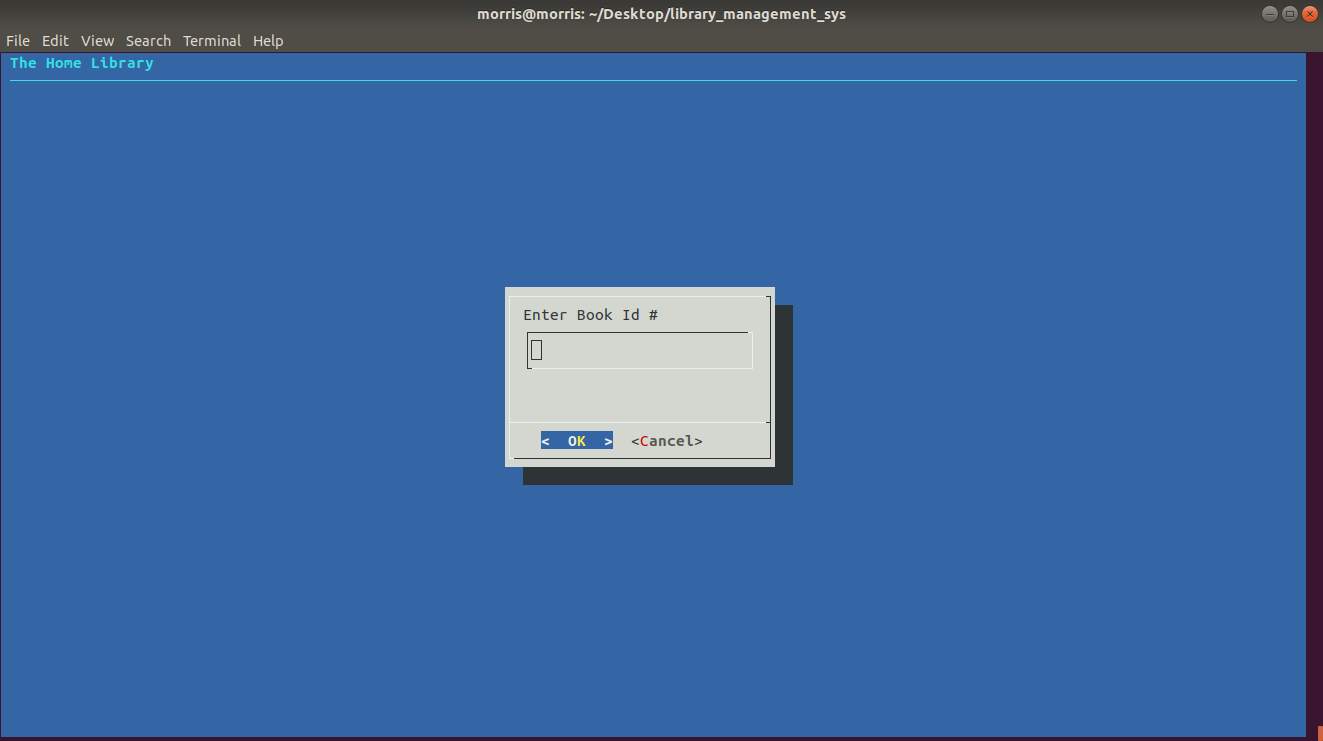 morris@morris: ~/Desktop/library_management_sys
File Edit View Search Terminal Help
The Home Library
Enter Book Id #
< OK > <Cancel>